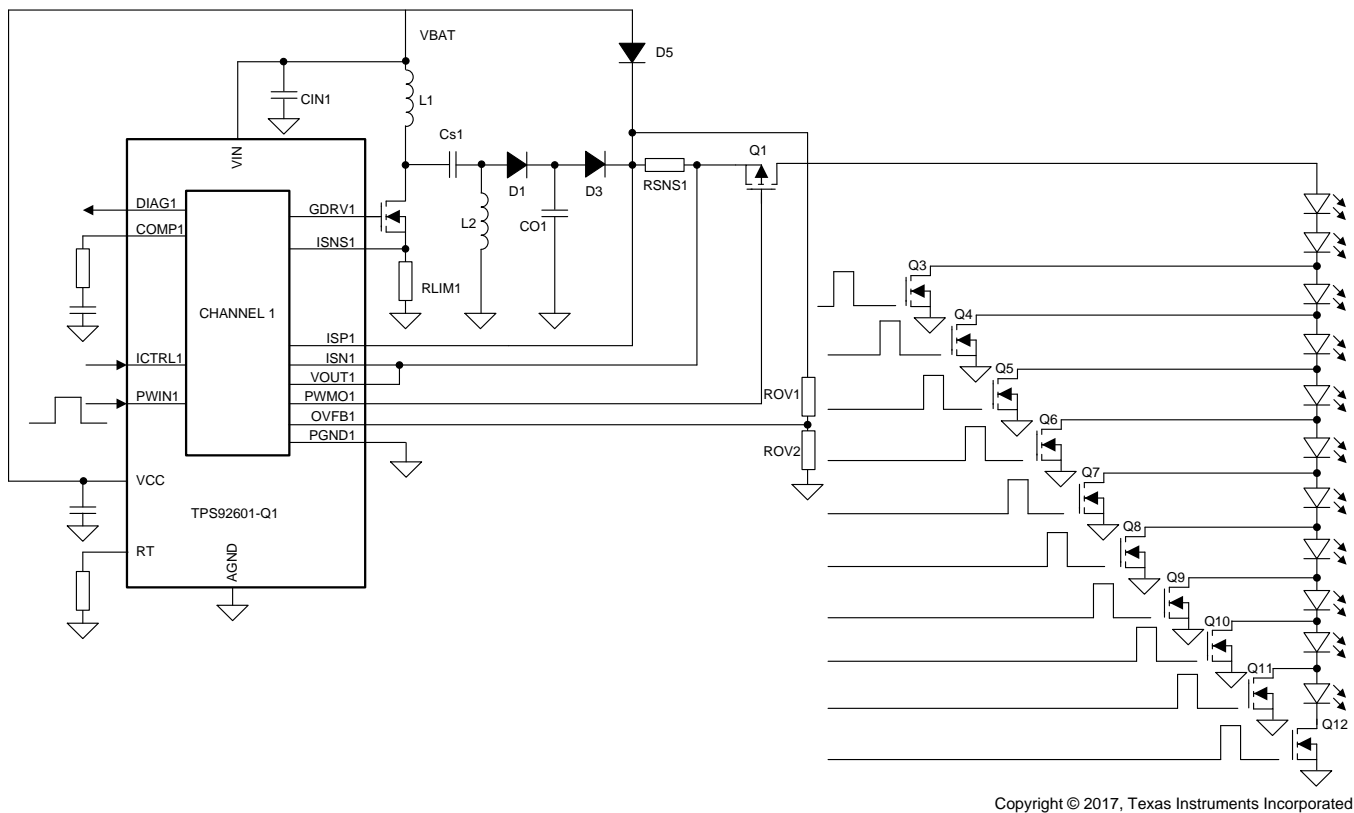 VBAT
D5
CIN1
L1
Cs1
Q1
VIN
D1
D3
RSNS1
DIAG1
GDRV1
COMP1
L2
CO1
ISNS1
Q3
RLIM1
CHANNEL 1
Q4
ISP1
ICTRL1
ISN1
Q5
VOUT1
PWIN1
PWMO1
ROV1
OVFB1
Q6
PGND1
ROV2
VCC
Q7
TPS92601-Q1
Q8
RT
AGND
Q9
Q10
Q11
Q12
Copyright © 2017, Texas Instruments Incorporated